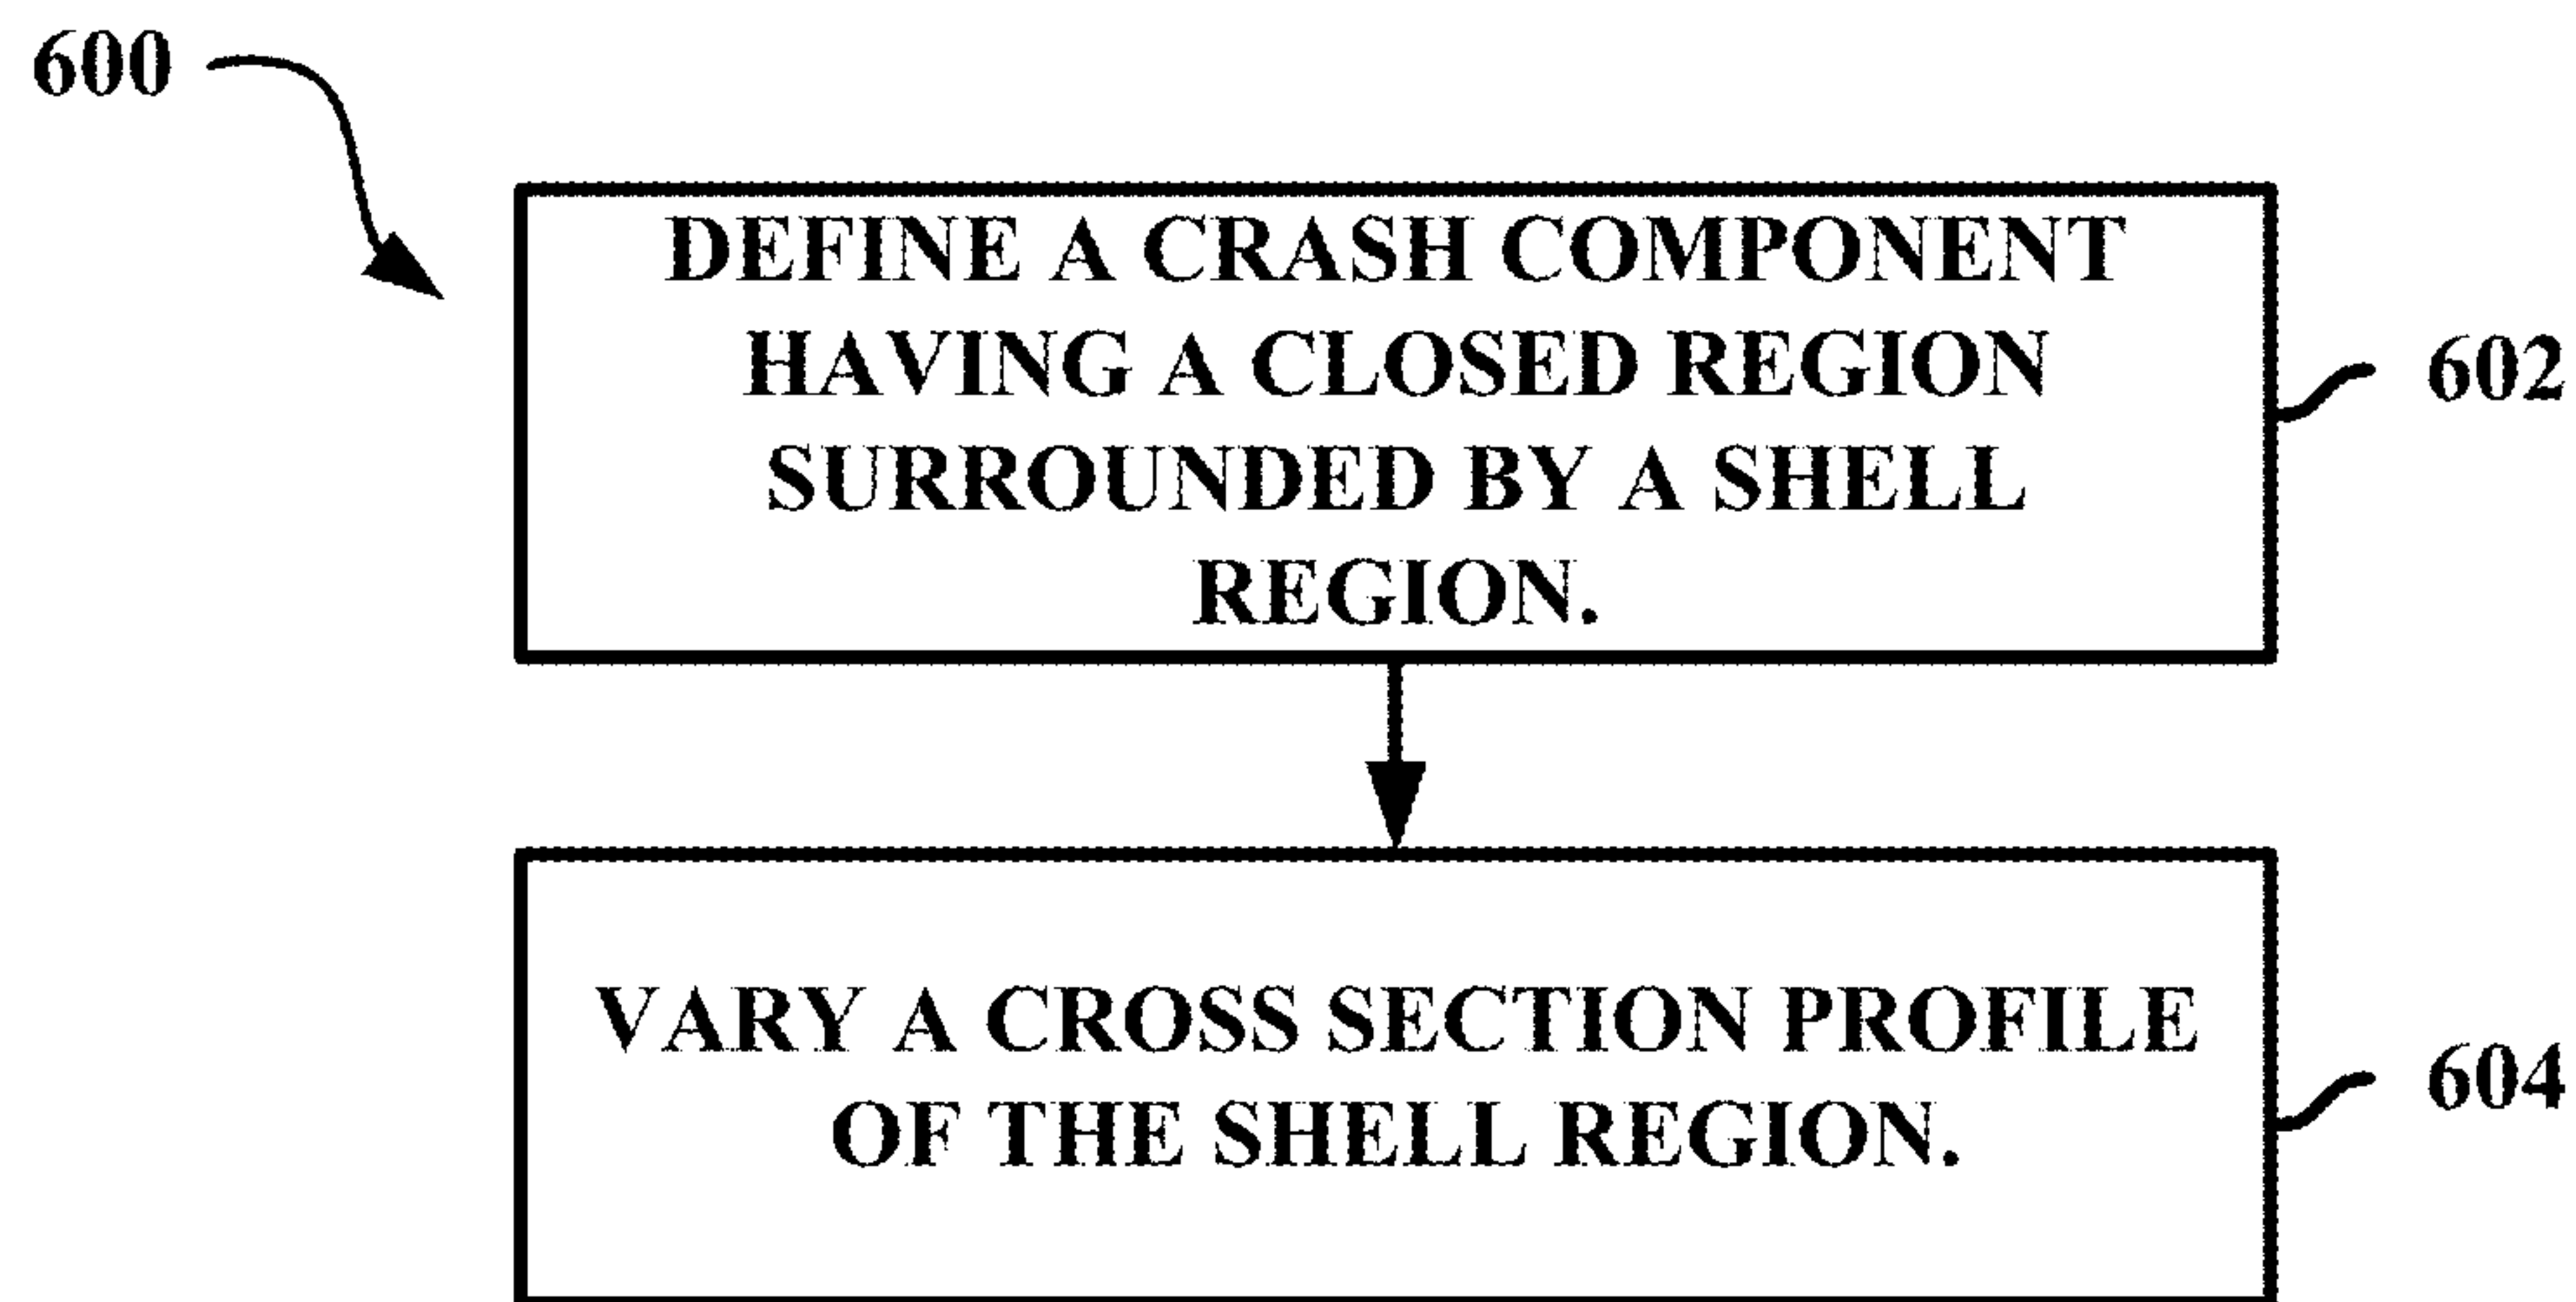 600
DEFINE A CRASH COMPONENT
HAVING A CLOSED REGION
SURROUNDED BY A SHELL
REGION.
602
VARY A CROSS SECTION PROFILE
OF THE SHELL REGION.
604